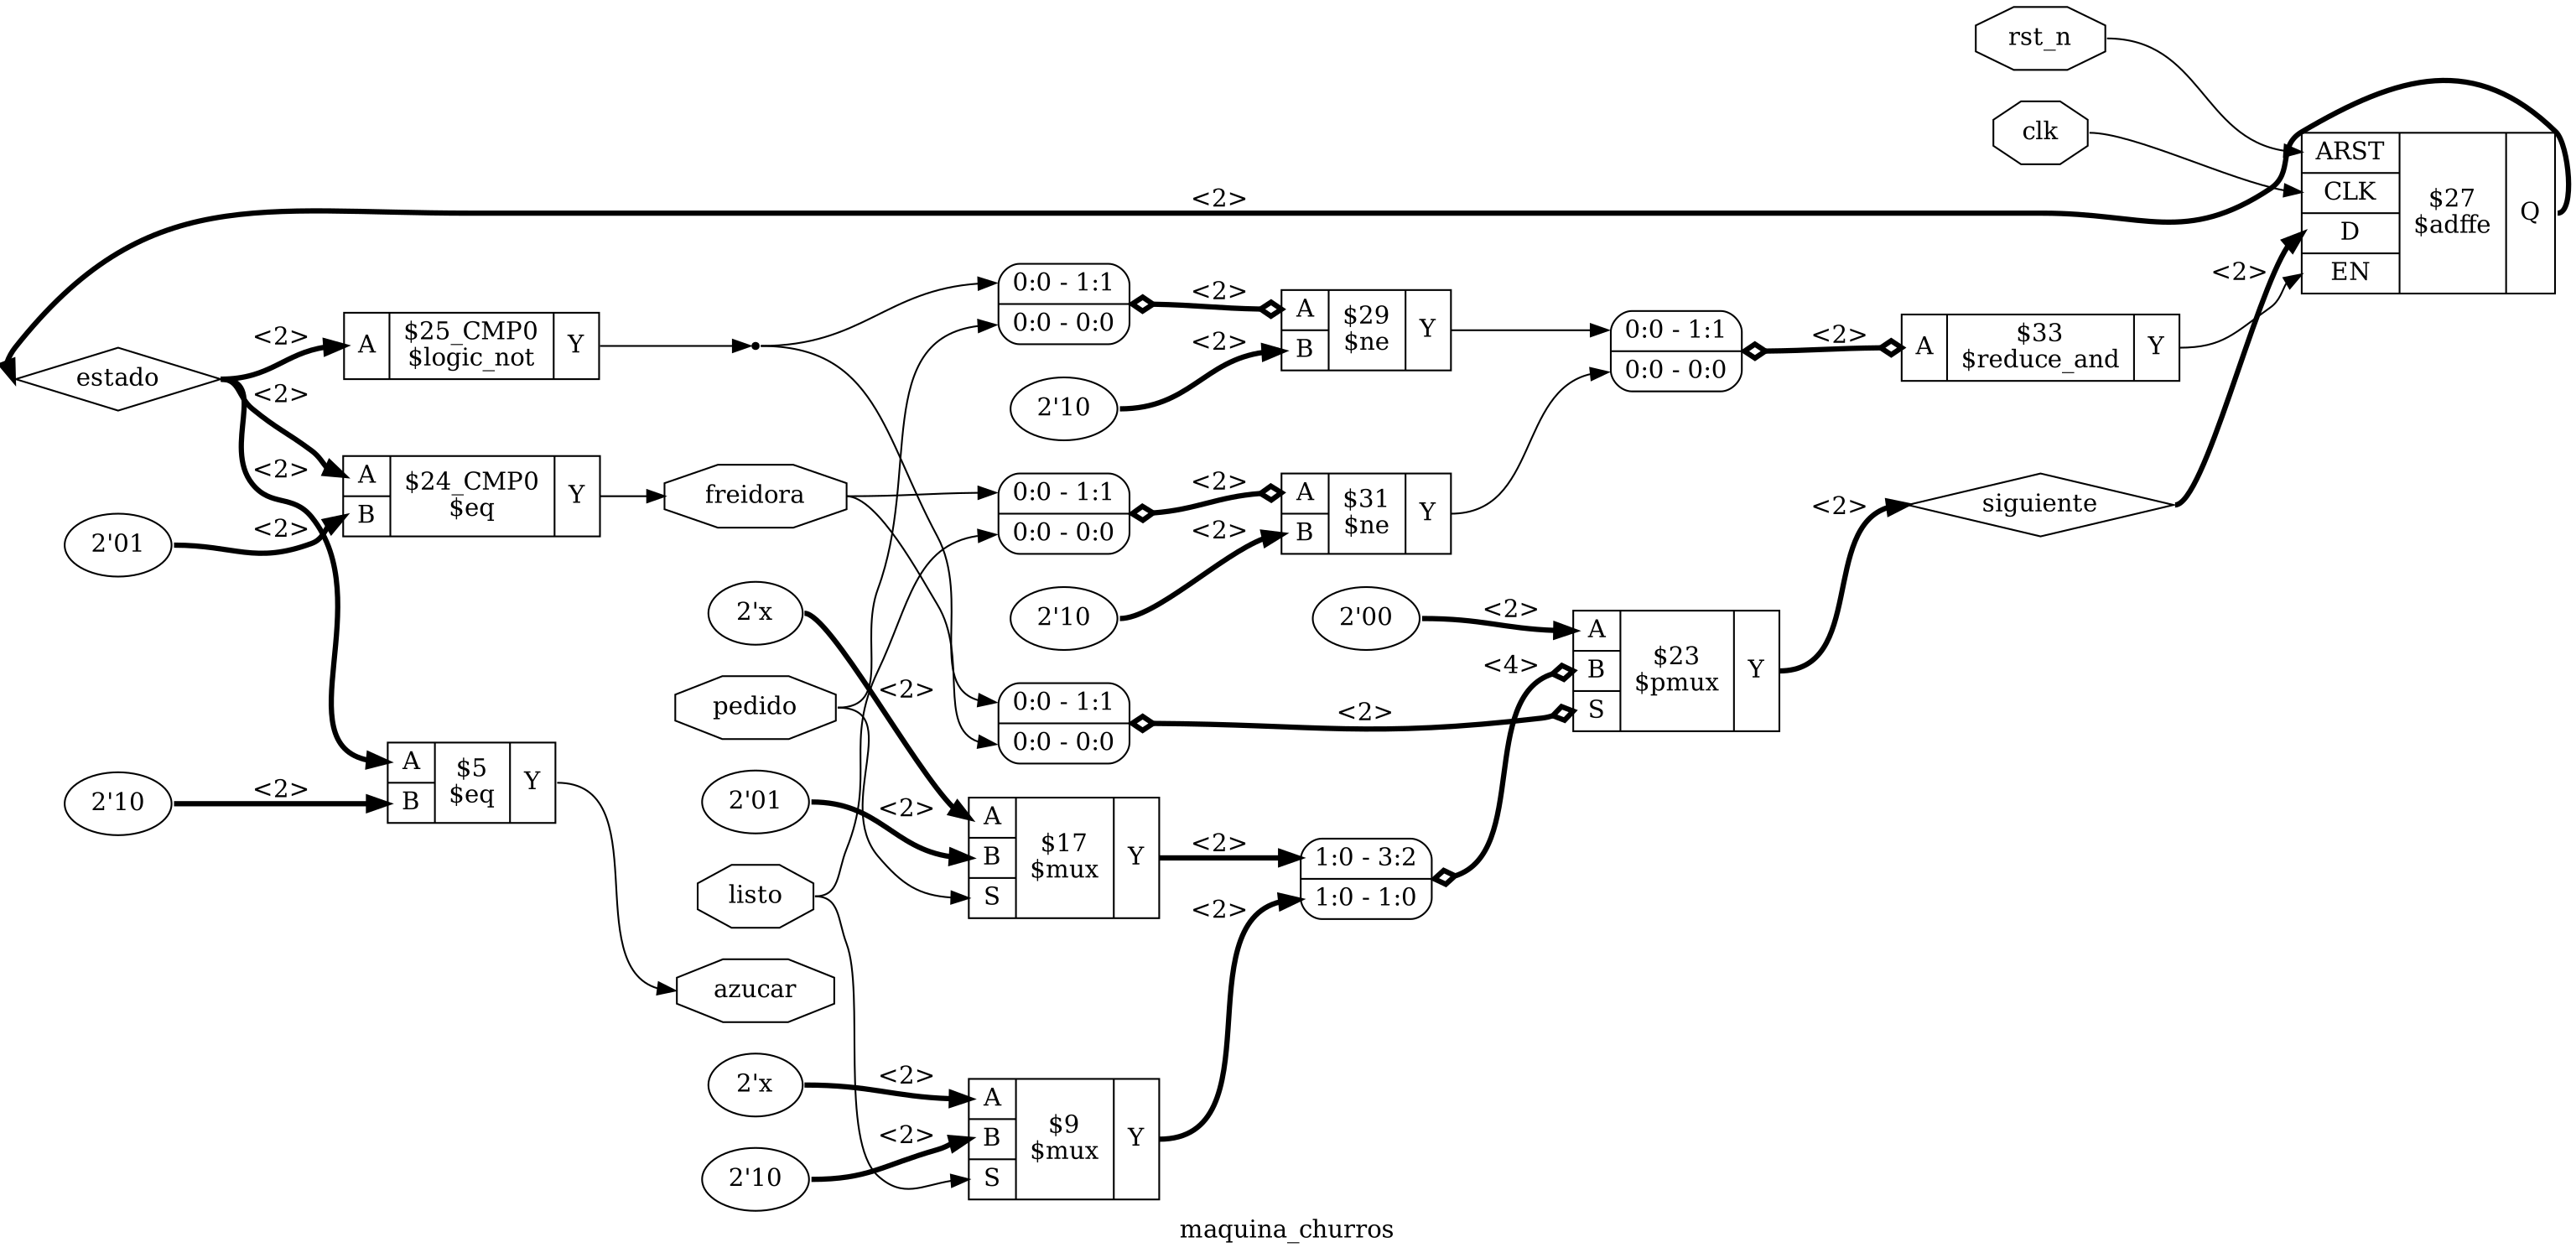 rst_n
clk
ARST
CLK
D
EN
$27
$adffe
Q
<2>
<2>
estado
<2>
A
$25_CMP0
$logic_not
Y
0:0 - 1:1
0:0 - 0:0
<2>
<2>
A
B
$29
$ne
Y
2'10
0:0 - 1:1
0:0 - 0:0
<2>
A
$33
$reduce_and
Y
<2>
<2>
<2>
2'01
A
B
$24_CMP0
$eq
Y
freidora
0:0 - 1:1
0:0 - 0:0
<2>
<2>
A
B
$31
$ne
Y
2'10
<2>
siguiente
2'x
2'00
<2>
<4>
A
B
S
$23
$pmux
Y
pedido
<2>
0:0 - 1:1
0:0 - 0:0
<2>
2'10
<2>
A
B
$5
$eq
Y
2'01
<2>
A
B
S
$17
$mux
Y
<2>
<2>
1:0 - 3:2
1:0 - 1:0
listo
azucar
2'x
<2>
2'10
<2>
A
B
S
$9
$mux
Y
maquina_churros